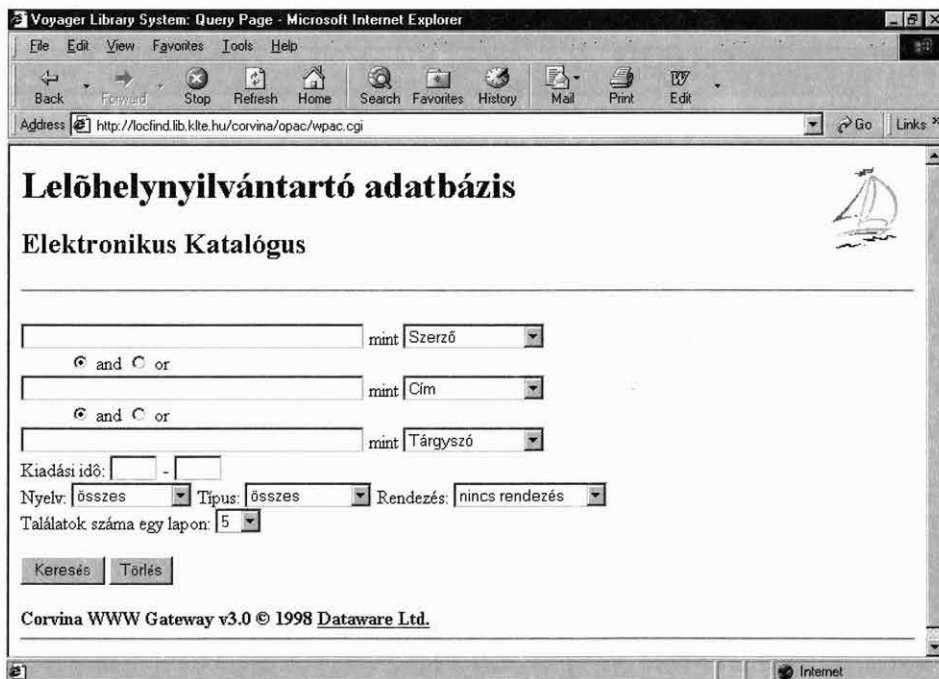 Voyager Library System: Query Page - Microsoft Internet Explorer
File Edit View Favorites Tools Help
Back Forward Stop Refresh Home Search Favorites History Mail Print Edit
Address http://locfind.lib.klte.hu/corvina/opac/wpac.cgi Go Links »
Lelõhelynyilvántartó adatbázis
Elektronikus Katalógus
mint Szerző
and or
mint Cím
and or
mint Tárgyszó
Kiadási idő: -
Nyelv: összes Típus: összes Rendezés: nincs rendezés
Találatok száma egy lapon: 5
Keresés Törlés
Corvina WWW Gateway v3.0 © 1998 Dataware Ltd.
Internet